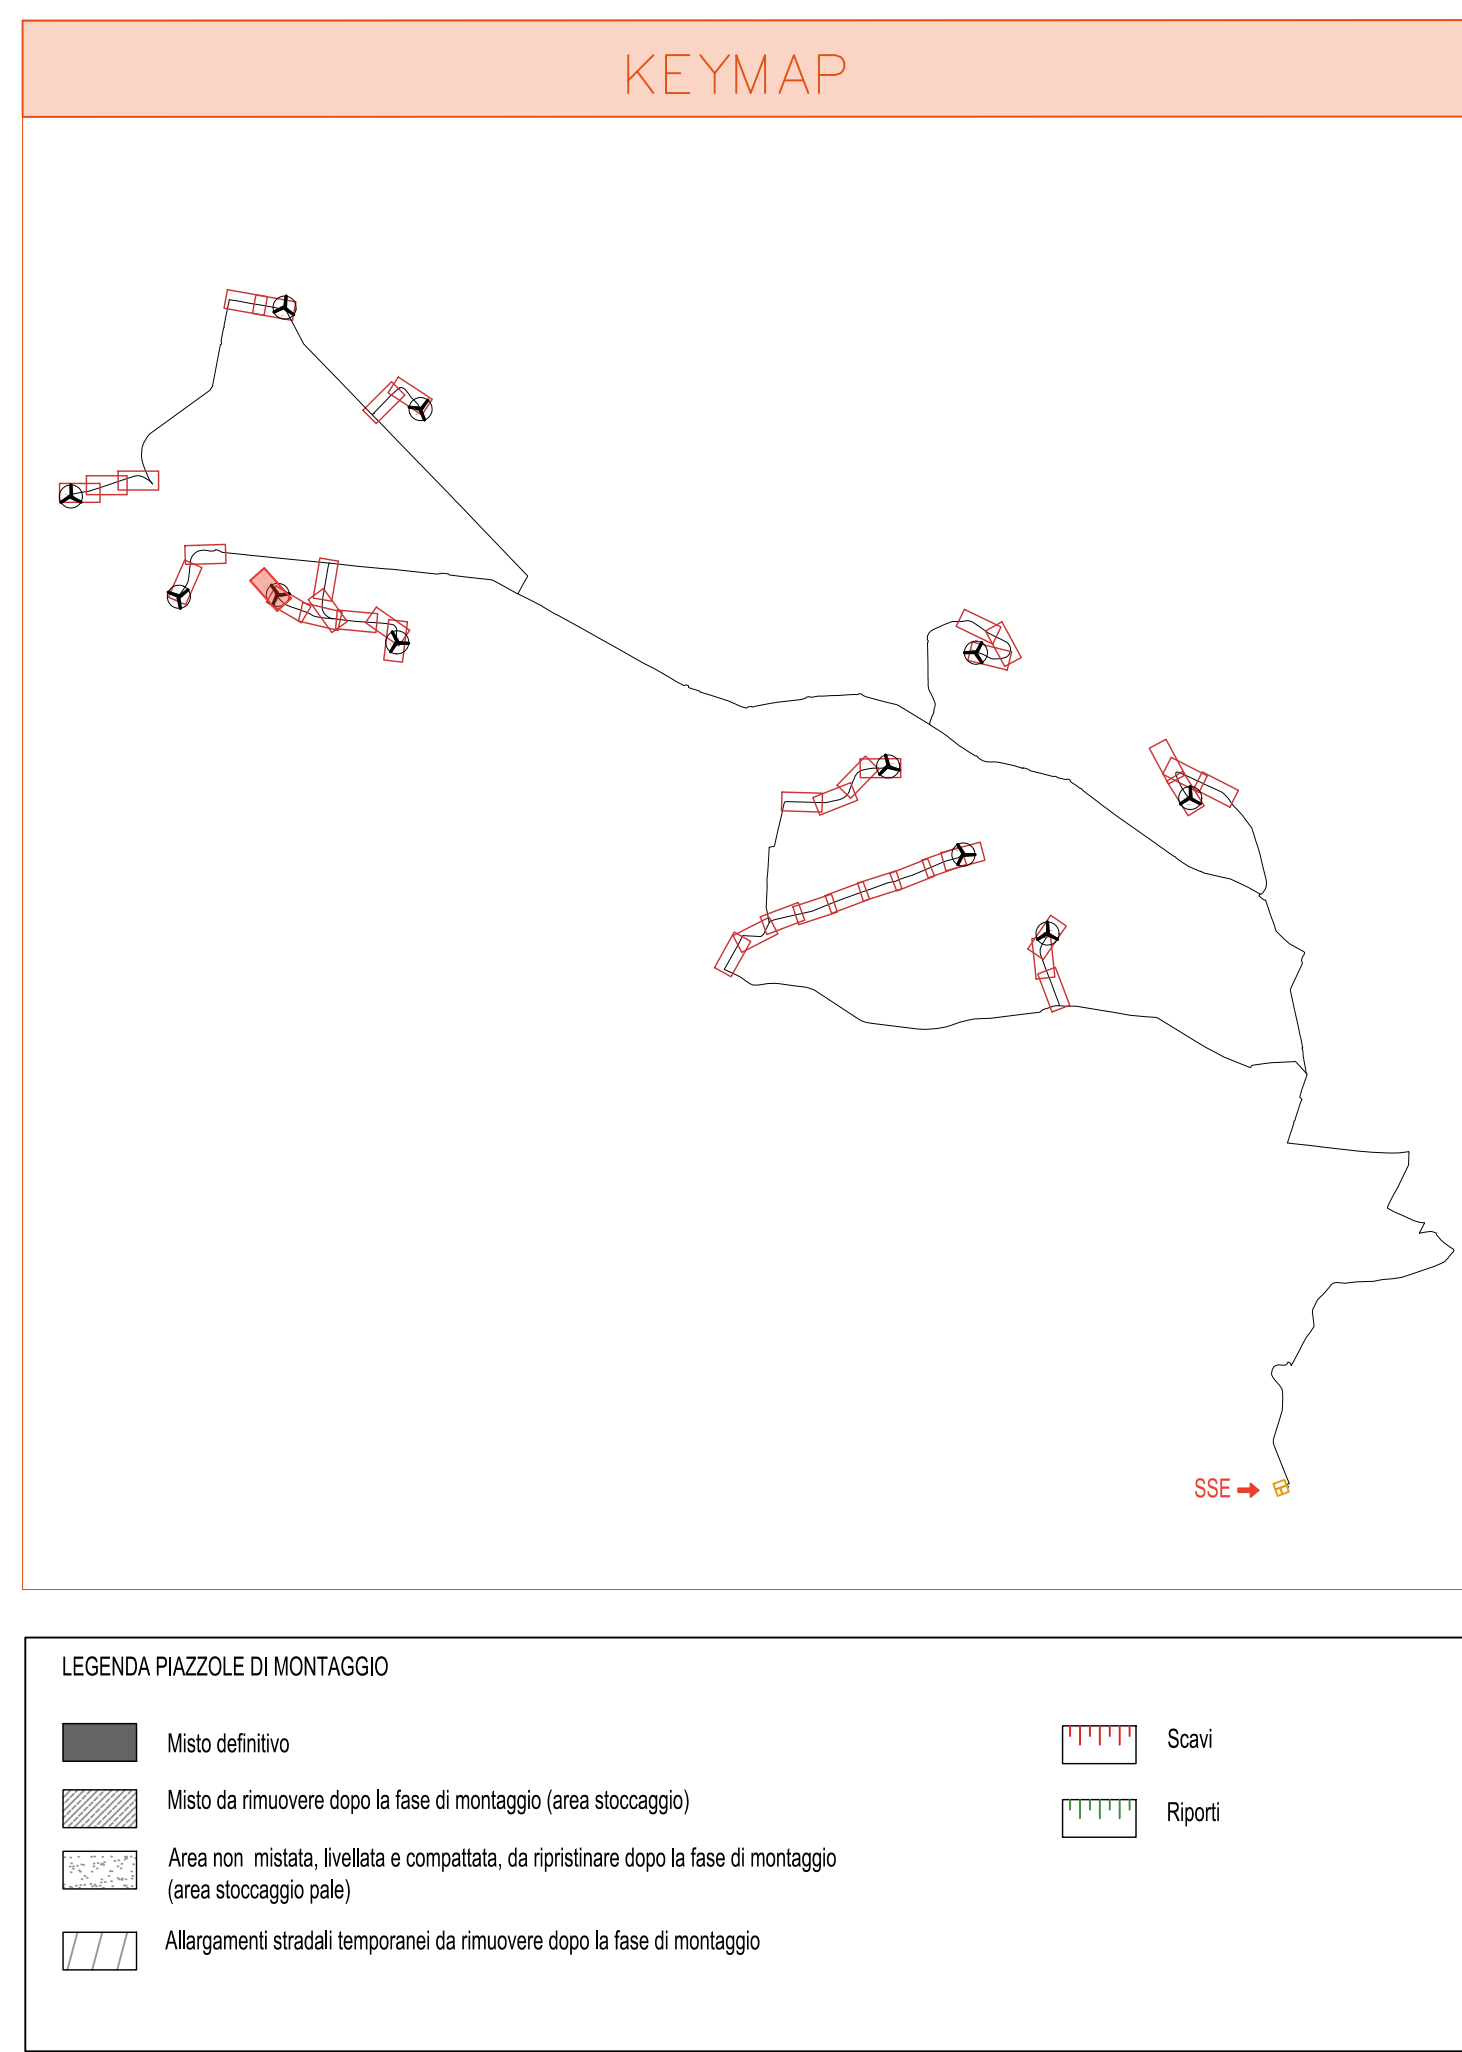 KEYMAP
SSE
LEGENDA PIAZZOLE DI MONTAGGIO
Misto definitivo
Misto da rimuovere dopo la fase di montaggio (area stoccaggio)
Area non mistata, livellata e compattata, da ripristinare dopo la fase di montaggio
(area stoccaggio pale)
Allargamenti stradali temporanei da rimuovere dopo la fase di montaggio
Scavi
Riporti